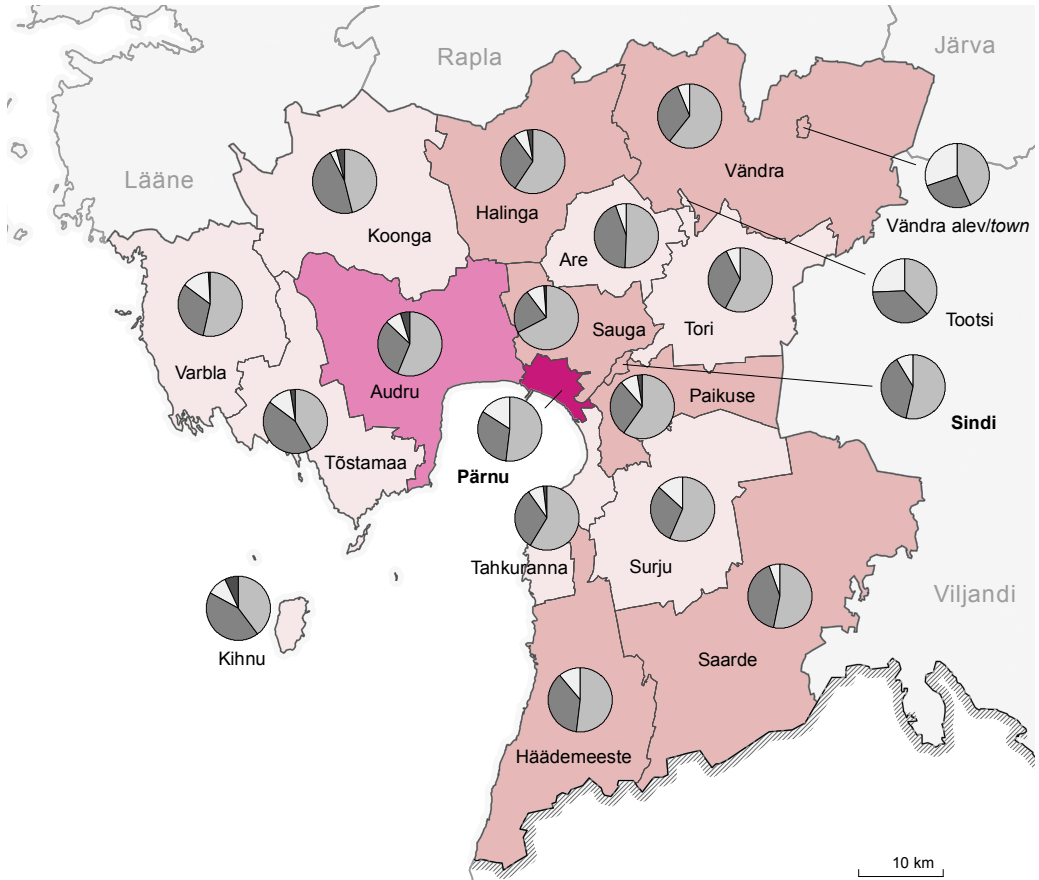 Järva
Rapla
Lääne
Vändra
Halinga
Koonga
Vändra alev/town
Are
Tootsi
Sauga
Tori
Varbla
Audru
Paikuse
Sindi
Tõstamaa
Pärnu
Tahkuranna
Surju
Viljandi
Kihnu
Saarde
Häädemeeste
10 km